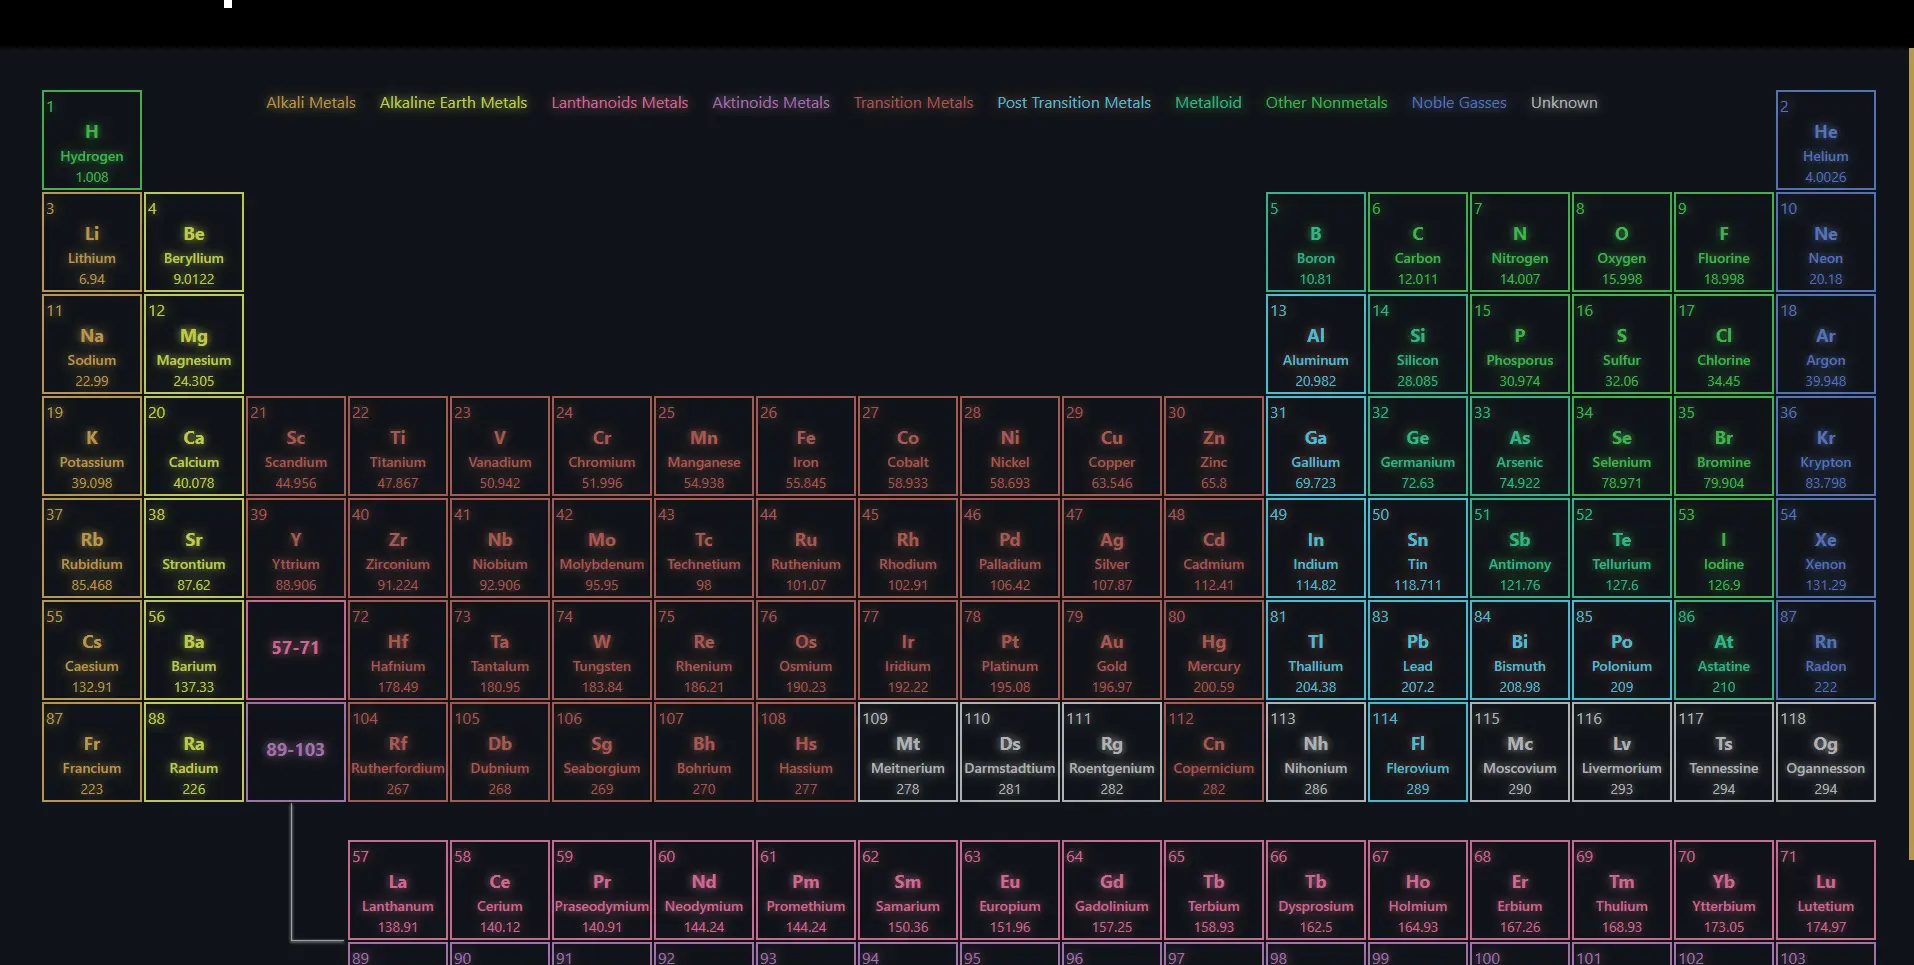 Alkali Metals Alkaline Earth Metals Lanthanoids Metals Aktinoids Metals Transition Metals Post Transition Metals Metalloid Other Nonmetals Noble Gasses Unknown
1 2
H He
Hydrogen Helium
1.008 4.0026
3 4 5 6 7 8 9 10
Li Be B C N O F Ne
Lithium Beryllium Boron Carbon Nitrogen Oxygen Fluorine Neon
6.94 9.0122 10.81 12.011 14.007 15.998 18.998 20.18
11 12 13 14 15 16 17 18
Na Mg Al Si P S Cl Ar
Sodium Magnesium Aluminum Silicon Phosporus Sulfur Chlorine Argon
22.99 24.305 20.982 28.085 30.974 32.06 34.45 39.948
19 20 21 22 23 24 25 26 27 28 29 30 31 32 33 34 35 36
K Ca Sc Ti V Cr Mn Fe Co Ni Cu Zn Ga Ge As Se Br Kr
Potassium Calcium Scandium Titanium Vanadium Chromium Manganese Iron Cobalt Nickel Copper Zinc Gallium Germanium Arsenic Selenium Bromine Krypton
39.098 40.078 44.956 47.867 50.942 51.996 54.938 55.845 58.933 58.693 63.546 65.8 69.723 72.63 74.922 78.971 79.904 83.798
37 38 39 40 41 42 43 44 45 46 47 48 49 50 51 52 53 54
Rb Sr Y Zr Nb Mo Tc Ru Rh Pd Ag Cd In Sn Sb Te I Xe
Rubidium Strontium Yttrium Zirconium Niobium Molybdenum Technetium Ruthenium Rhodium Palladium Silver Cadmium Indium Tin Antimony Tellurium Iodine Xenon
85.468 87.62 88.906 91.224 92.906 95.95 98 101.07 102.91 106.42 107.87 112.41 114.82 118.711 121.76 127.6 126.9 131.29
55 56 72 73 74 75 76 77 78 79 80 81 83 84 85 86 87
Cs Ba 57-71 Hf Ta W Re Os Ir Pt Au Hg Tl Pb Bi Po At Rn
Caesium Barium Hafnium Tantalum Tungsten Rhenium Osmium Iridium Platinum Gold Mercury Thallium Lead Bismuth Polonium Astatine Radon
132.91 137.33 178.49 180.95 183.84 186.21 190.23 192.22 195.08 196.97 200.59 204.38 207.2 208.98 209 210 222
87 88 104 105 106 107 108 109 110 111 112 113 114 115 116 117 118
Fr Ra 89-103 Rf Db Sg Bh Hs Mt Ds Rg Cn Nh Fl Mc Lv Ts Og
Francium Radium Rutherfordium Dubnium Seaborgium Bohrium Hassium Meitnerium Darmstadtium Roentgenium Copernicium Nihonium Flerovium Moscovium Livermorium Tennessine Ogannesson
223 226 267 268 269 270 277 278 281 282 282 286 289 290 293 294 294
57 58 59 60 61 62 63 64 65 66 67 68 69 70 71
La Ce Pr Nd Pm Sm Eu Gd Tb Tb Ho Er Tm Yb Lu
Lanthanum Cerium Praseodymium Neodymium Promethium Samarium Europium Gadolinium Terbium Dysprosium Holmium Erbium Thulium Ytterbium Lutetium
138.91 140.12 140.91 144.24 144.24 150.36 151.96 157.25 158.93 162.5 164.93 167.26 168.93 173.05 174.97
89 90 91 92 93 94 95 96 97 98 99 100 101 102 103